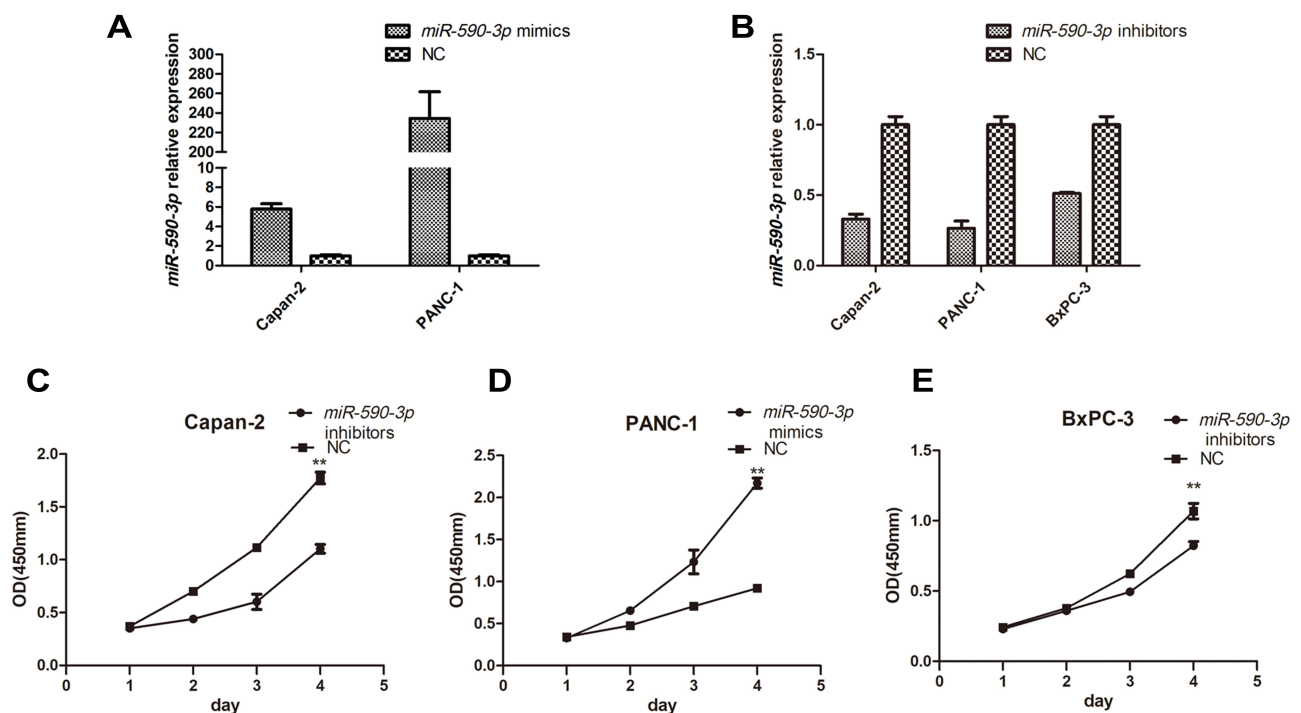 A
miR-590-3p mimics
NC
miR-590-3p relative expression
300
280
260
240
220
200
10
8
6
4
2
0
Capan-2
PANC-1
B
miR-590-3p inhibitors
NC
miR-590-3p relative expression
1.5
1.0
0.5
0.0
Capan-2
PANC-1
BxPC-3
C
Capan-2
miR-590-3p
inhibitors
NC
**
OD(450mm)
2.0
1.5
1.0
0.5
0.0
0 1 2 3 4 5
day
D
PANC-1
miR-590-3p
mimics
NC
**
OD(450mm)
2.5
2.0
1.5
1.0
0.5
0.0
0 1 2 3 4 5
day
E
BxPC-3
miR-590-3p
inhibitors
NC
**
OD(450mm)
1.5
1.0
0.5
0.0
0 1 2 3 4 5
day